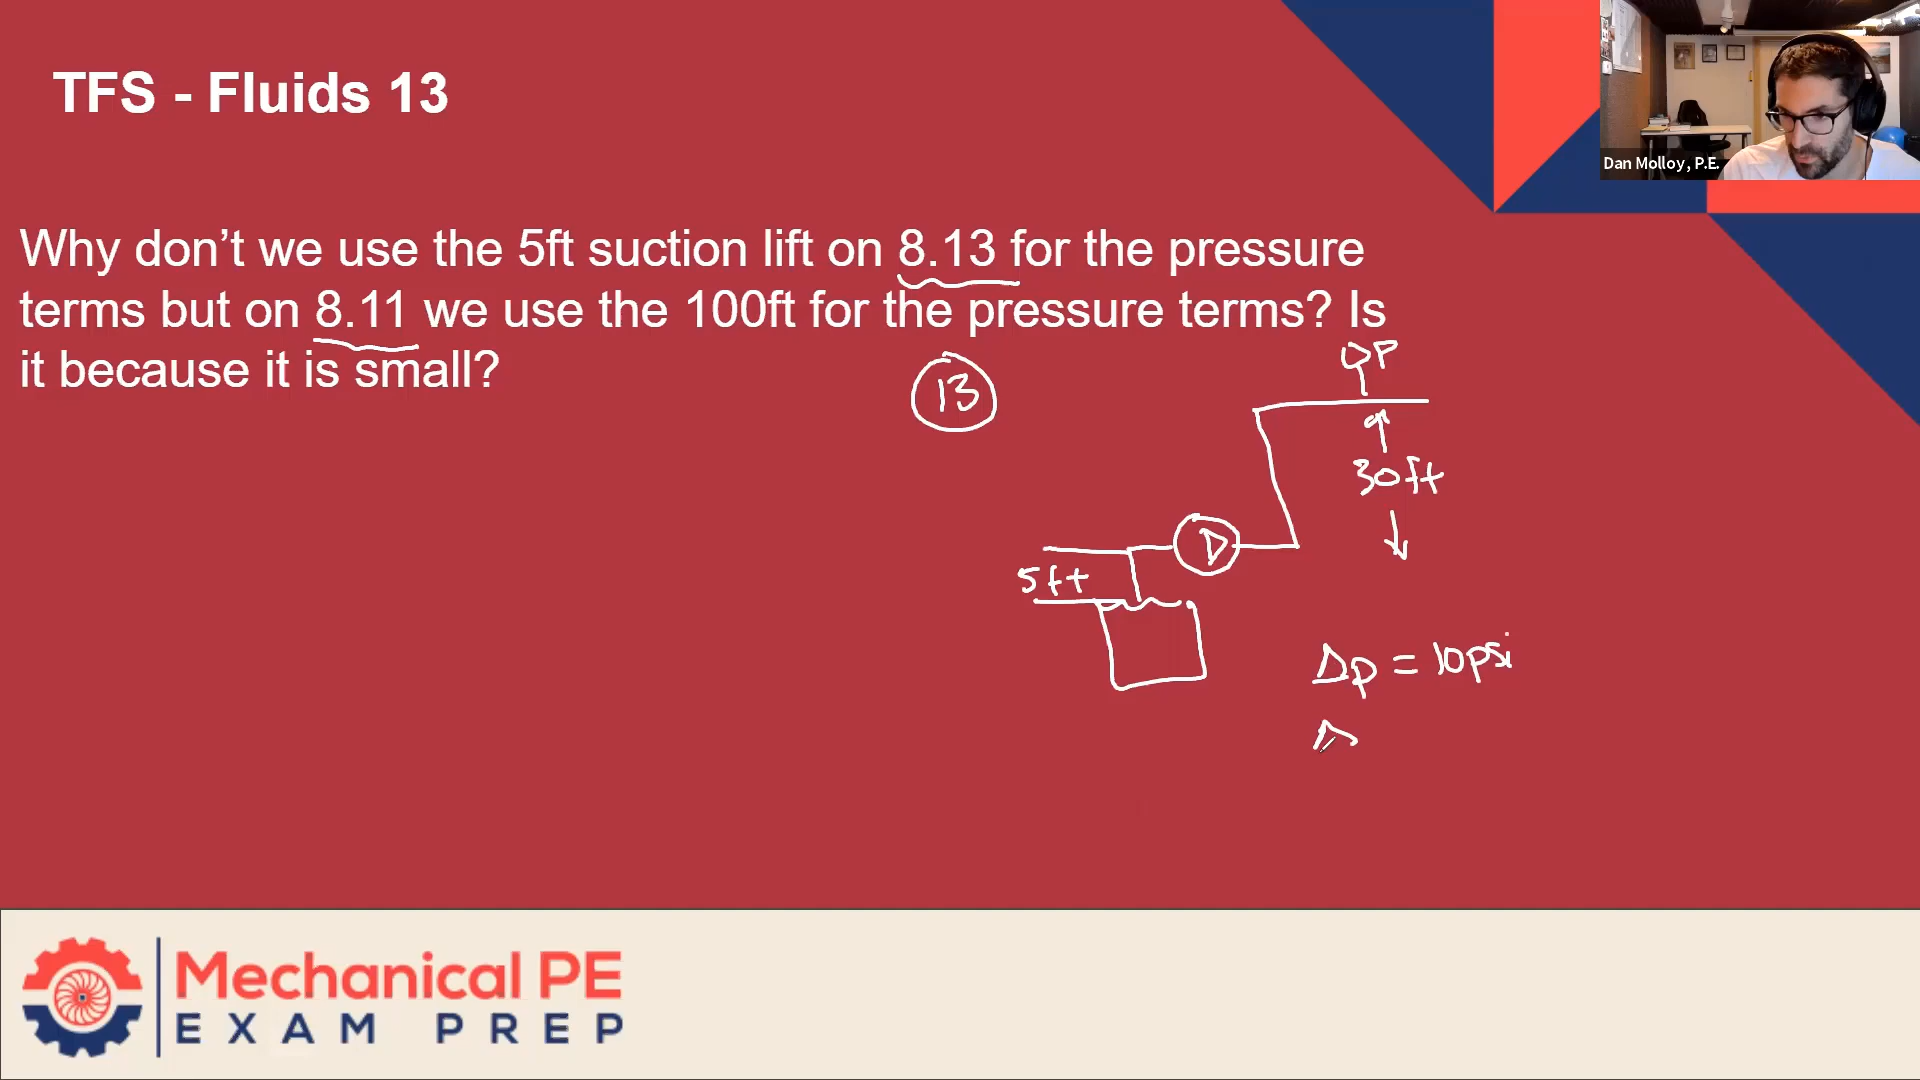 TFS - Fluids 13
Dan Molloy, P.E.
Why don’t we use the 5ft suction lift on 8.13 for the pressure
terms but on 8.11 we use the 100ft for the pressure terms? Is
it because it is small?
13
P
30ft
5ft
Δp = 10psi
Δ
Mechanical PE
EXAM PREP